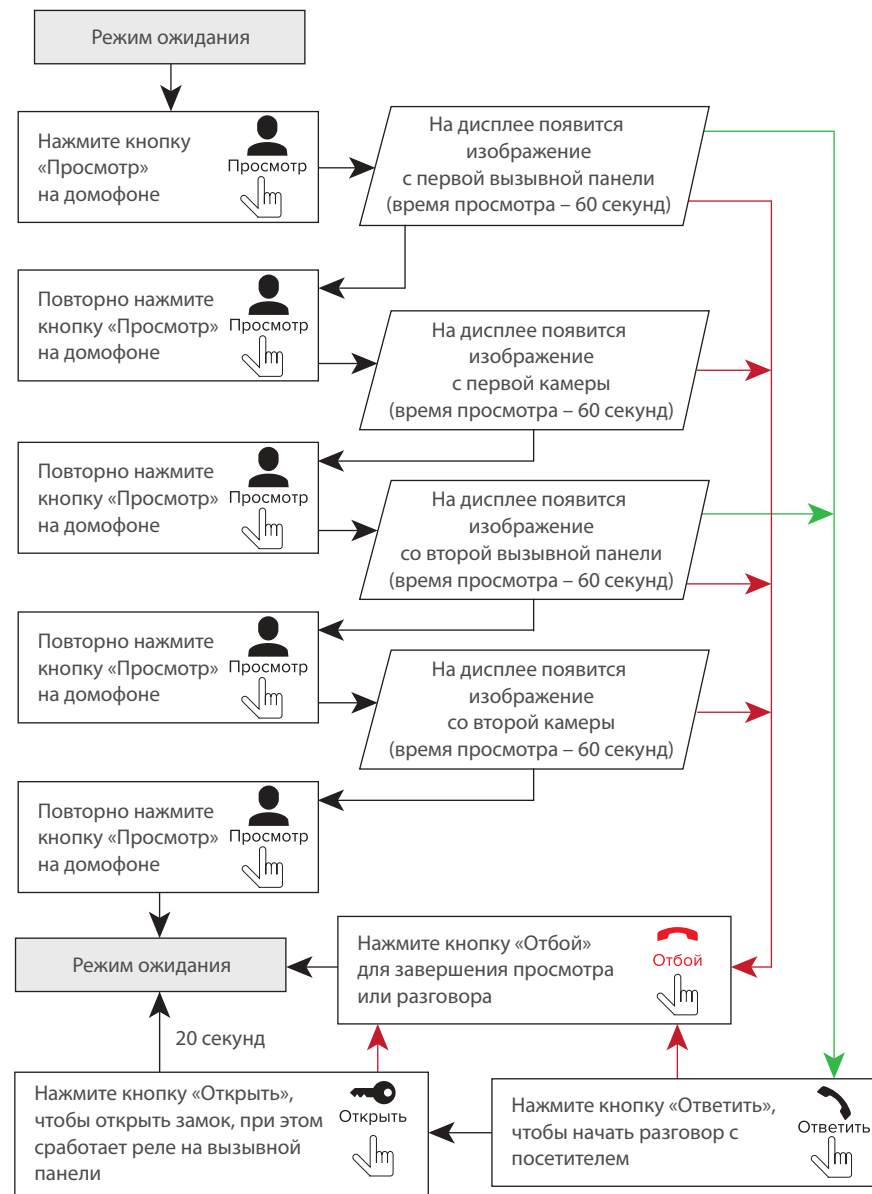 Режим ожидания
Нажмите кнопку
«Просмотр»
на домофоне
Просмотр
На дисплее появится
изображение
с первой вызывной панели
(время просмотра – 60 секунд)
Повторно нажмите
кнопку «Просмотр»
на домофоне
Просмотр
На дисплее появится
изображение
с первой камеры
(время просмотра – 60 секунд)
Повторно нажмите
кнопку «Просмотр»
на домофоне
Просмотр
На дисплее появится
изображение
со второй вызывной панели
(время просмотра – 60 секунд)
Повторно нажмите
кнопку «Просмотр»
на домофоне
Просмотр
На дисплее появится
изображение
со второй камеры
(время просмотра – 60 секунд)
Повторно нажмите
кнопку «Просмотр»
на домофоне
Просмотр
Режим ожидания
Нажмите кнопку «Отбой»
для завершения просмотра
или разговора
Отбой
20 секунд
Нажмите кнопку «Открыть»,
чтобы открыть замок, при этом
сработает реле на вызывной
панели
Открыть
Нажмите кнопку «Ответить»,
чтобы начать разговор с
посетителем
Ответить